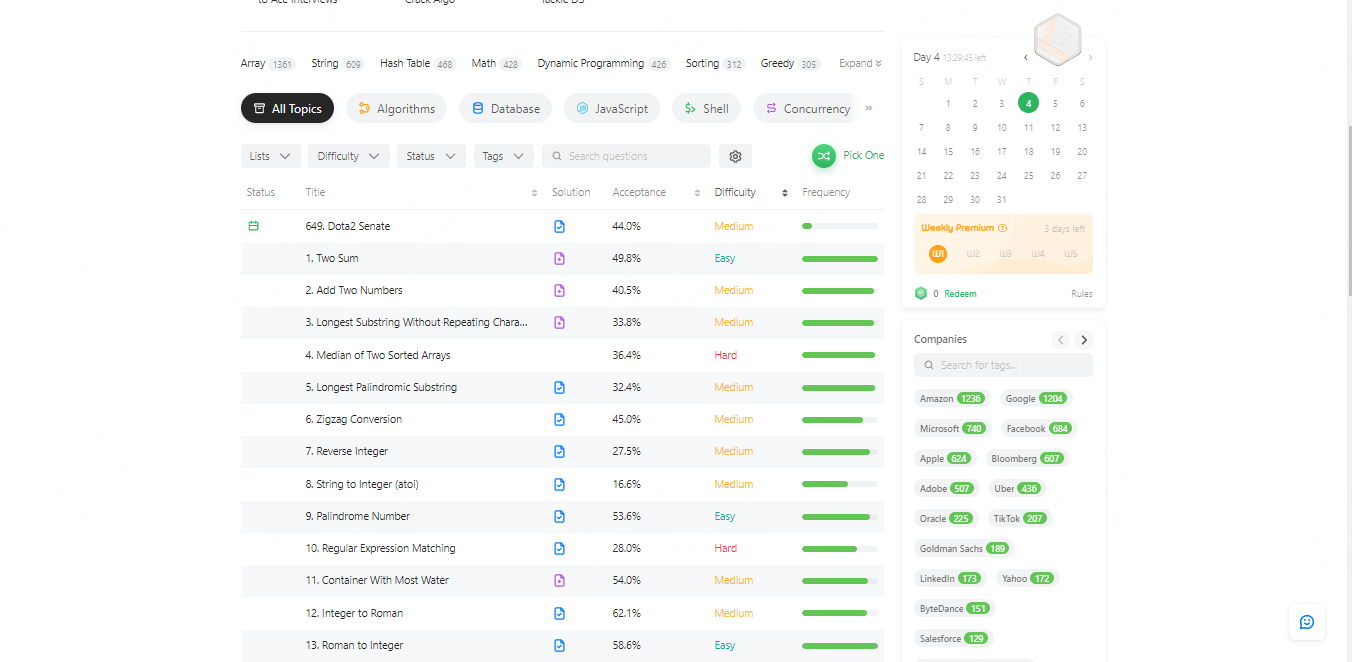 to Ace Interviews Crack Algo Tackle DS
Array 1361 String 609 Hash Table 468 Math 428 Dynamic Programming 426 Sorting 312 Greedy 305 Expand
All Topics Algorithms Database JavaScript Shell Concurrency
Lists Difficulty Status Tags Search questions Pick One
Status Title Solution Acceptance Difficulty Frequency
649. Dota2 Senate 44.0% Medium
1. Two Sum 49.8% Easy
2. Add Two Numbers 40.5% Medium
3. Longest Substring Without Repeating Chara... 33.8% Medium
4. Median of Two Sorted Arrays 36.4% Hard
5. Longest Palindromic Substring 32.4% Medium
6. Zigzag Conversion 45.0% Medium
7. Reverse Integer 27.5% Medium
8. String to Integer (atoi) 16.6% Medium
9. Palindrome Number 53.6% Easy
10. Regular Expression Matching 28.0% Hard
11. Container With Most Water 54.0% Medium
12. Integer to Roman 62.1% Medium
13. Roman to Integer 58.6% Easy
Day 4 13:29:45 left
S M T W T F S
1 2 3 4 5 6
7 8 9 10 11 12 13
14 15 16 17 18 19 20
21 22 23 24 25 26 27
28 29 30 31
Weekly Premium 3 days left
W1 W2 W3 W4 W5
0 Redeem Rules
Companies
Search for tags...
Amazon 1236 Google 1204
Microsoft 740 Facebook 684
Apple 624 Bloomberg 607
Adobe 507 Uber 436
Oracle 225 TikTok 207
Goldman Sachs 189
LinkedIn 173 Yahoo 172
ByteDance 151
Salesforce 129